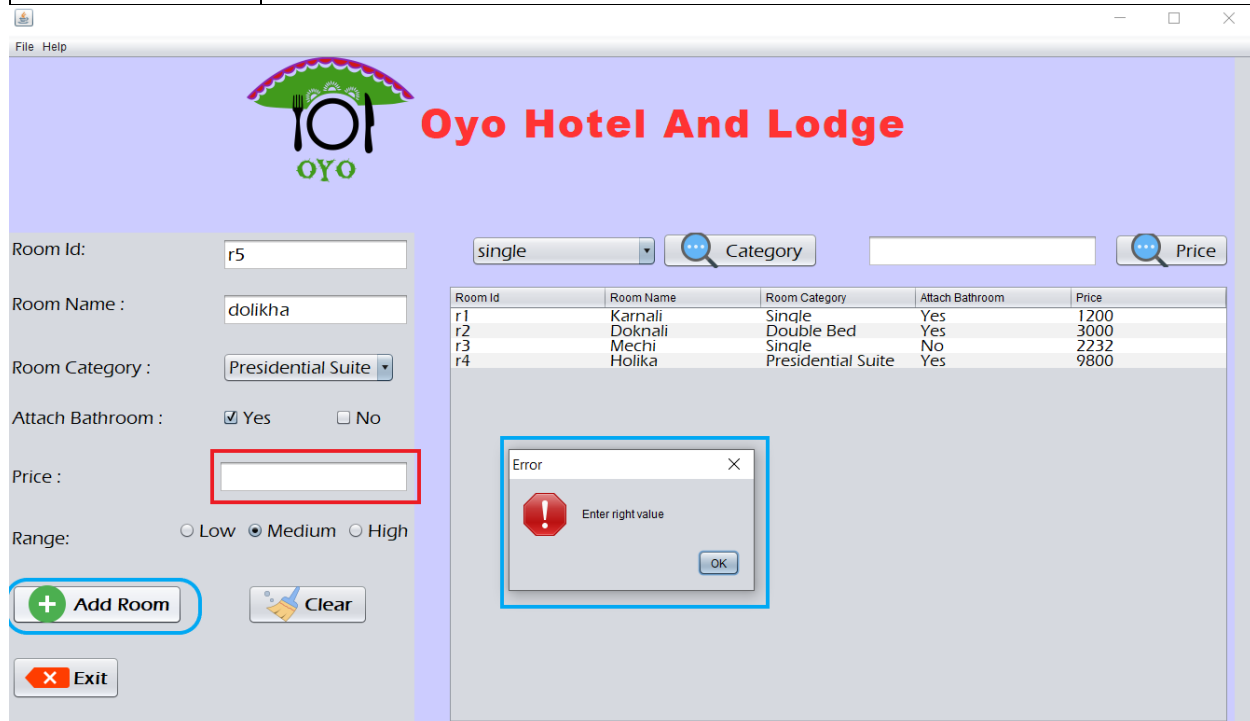 File Help
OYO
Oyo Hotel And Lodge
Room Id: r5
single Category Price
Room Name : dolikha
Room Category : Presidential Suite
Attach Bathroom : Yes No
Price :
Range: Low Medium High
Add Room Clear
Exit
Room Id Room Name Room Category Attach Bathroom Price
r1 Karnali Single Yes 1200
r2 Doknali Double Bed Yes 3000
r3 Mechi Single No 2232
r4 Holika Presidential Suite Yes 9800
Error
Enter right value
OK